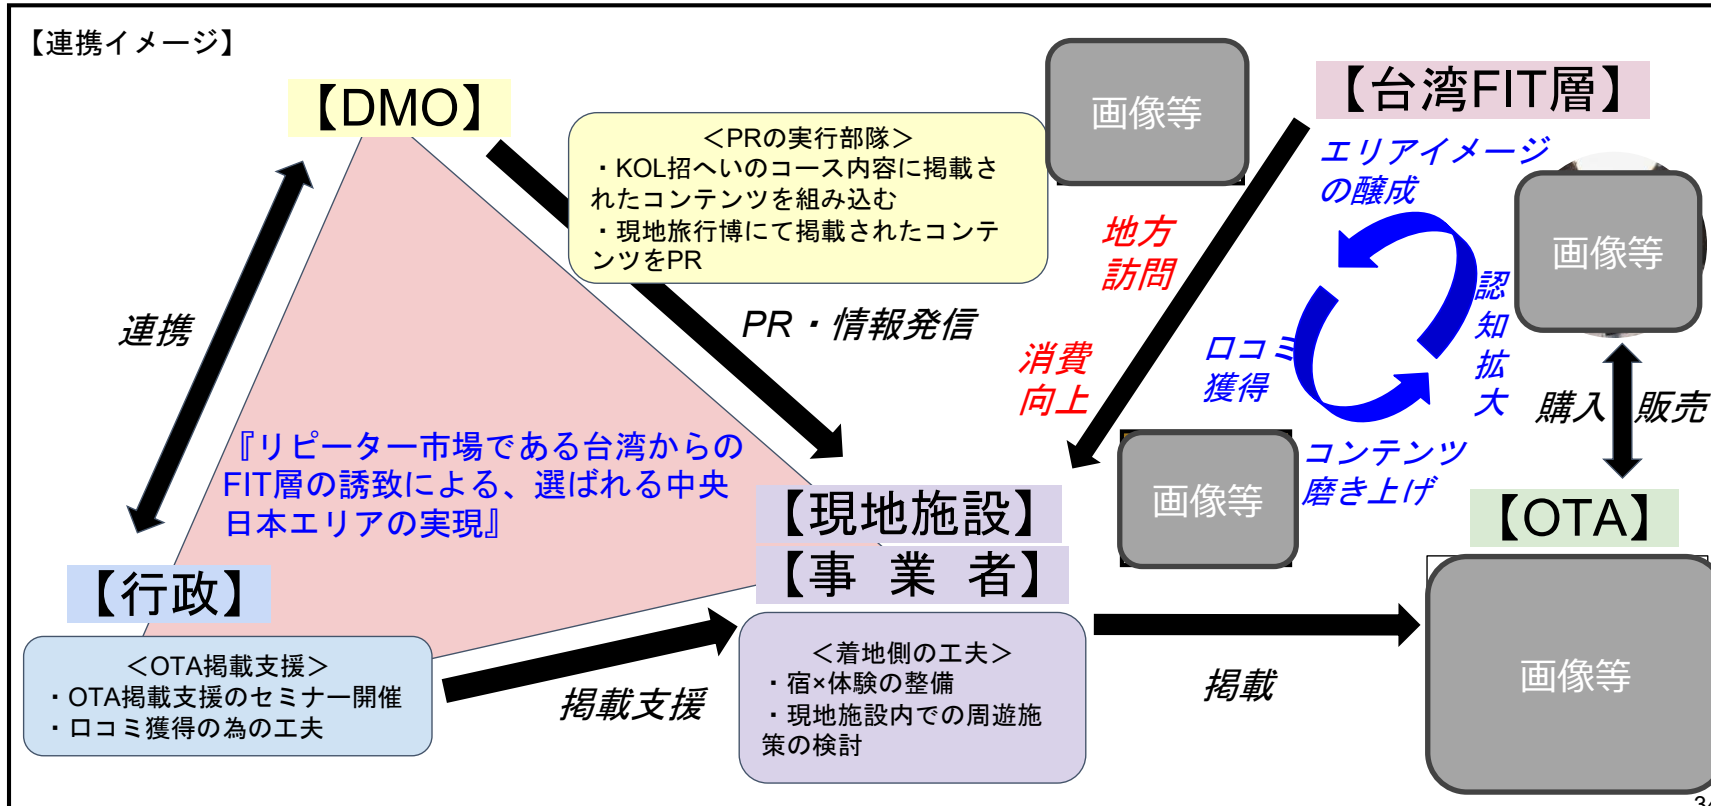 【連携イメージ】
【DMO】
＜PRの実行部隊＞
・KOL招へいのコース内容に掲載さ
れたコンテンツを組み込む
・現地旅行博にて掲載されたコンテ
ンツをPR
画像等
【台湾FIT層】
エリアイメージ
の醸成
画像等
地方
訪問
連携
PR・情報発信
消費
向上
口コミ
獲得
認
知
拡
大
購入
販売
コンテンツ
磨き上げ
画像等
『リピーター市場である台湾からの
FIT層の誘致による、選ばれる中央
日本エリアの実現』
【現地施設】
【事 業 者】
【OTA】
【行政】
＜OTA掲載支援＞
・OTA掲載支援のセミナー開催
・口コミ獲得の為の工夫
掲載支援
＜着地側の工夫＞
・宿×体験の整備
・現地施設内での周遊施
策の検討
掲載
画像等